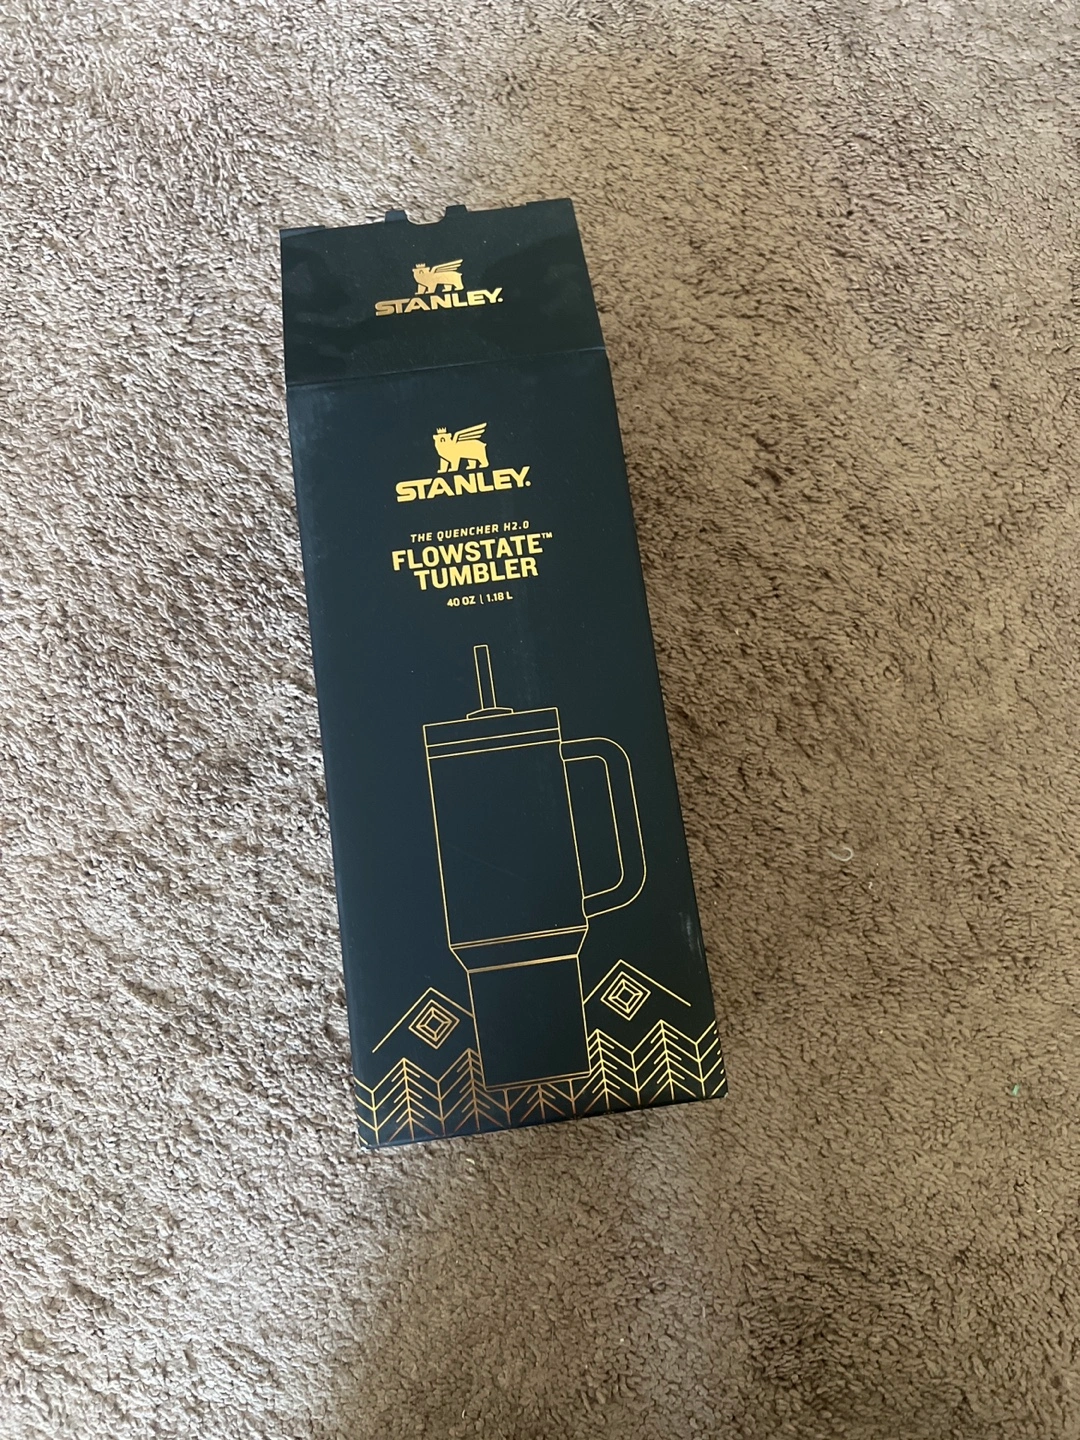 STANLEY.
STANLEY.
THE QUENCHER H2.0
FLOWSTATE™
TUMBLER
40 OZ | 1.18 L